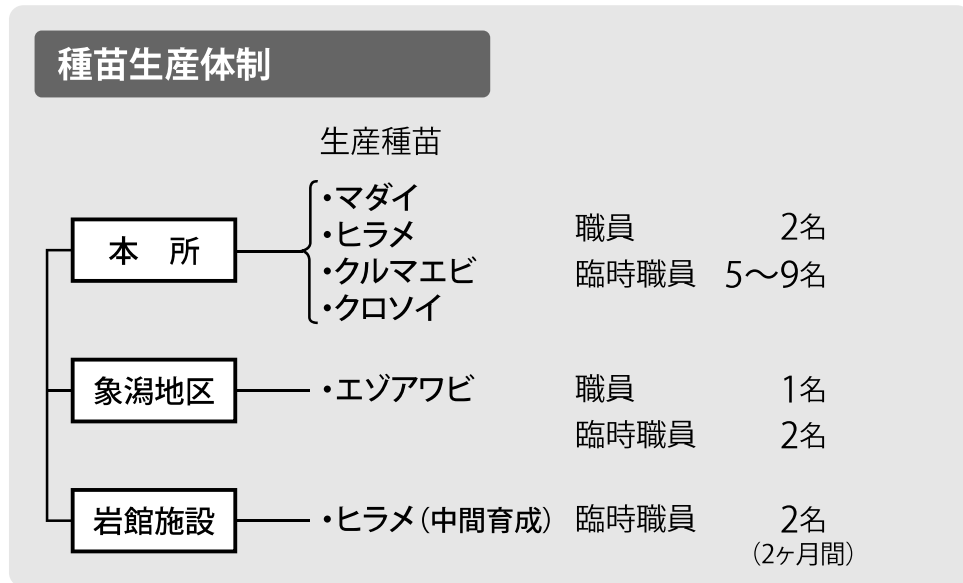 種苗生産体制
生産種苗
本　所
・マダイ
・ヒラメ
・クルマエビ
・クロソイ
職員　2名
臨時職員　5〜9名
象潟地区
・エゾアワビ
職員　1名
臨時職員　2名
岩館施設
・ヒラメ（中間育成）
臨時職員　2名
（2ヶ月間）